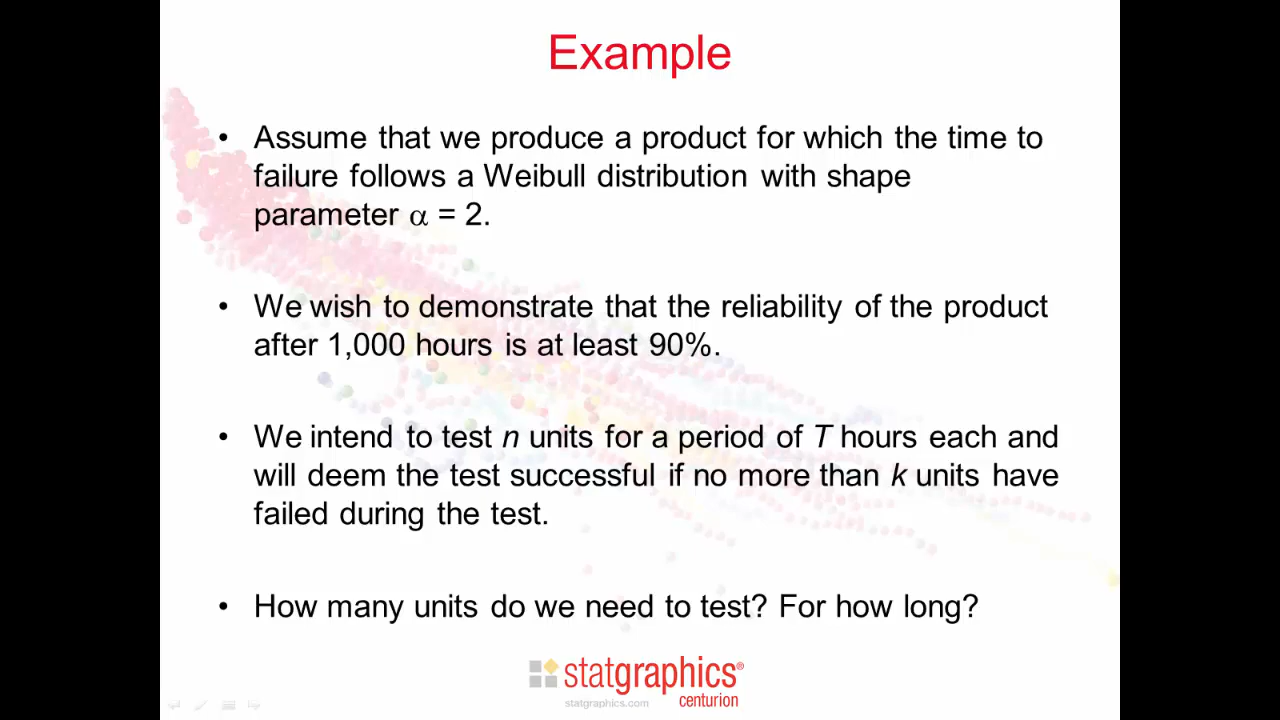 Example
• Assume that we produce a product for which the time to
failure follows a Weibull distribution with shape
parameter α = 2.
• We wish to demonstrate that the reliability of the product
after 1,000 hours is at least 90%.
• We intend to test n units for a period of T hours each and
will deem the test successful if no more than k units have
failed during the test.
• How many units do we need to test? For how long?
statgraphics®
centurion
statgraphics.com